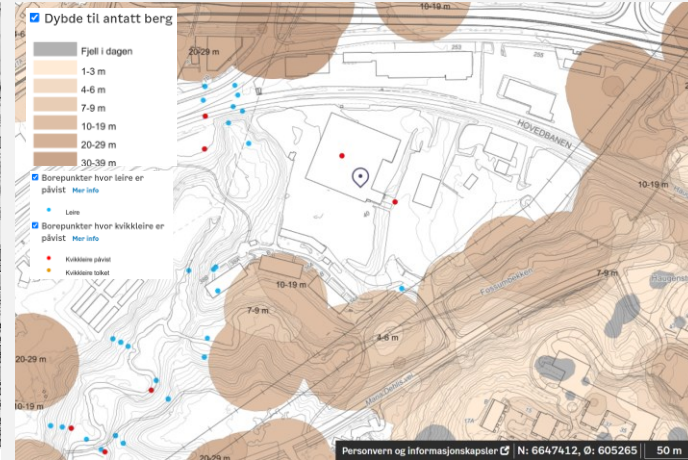 Dybde til antatt berg
Fjell i dagen
1-3 m
4-6 m
7-9 m
10-19 m
20-29 m
30-39 m
Borepunkter hvor leire er
påvist Mer info
Leire
Borepunkter hvor kvikkleire er
påvist Mer info
Kvikkleire påvist
Kvikkleire tolket
10-19 m
20-29 m
HOVEDBANEN
10-19 m
10-19 m
7-9 m
Fossumbekken
7-9 m
4-6 m
20-29 m
10-19 m
20-29 m
Personvern og informasjonskapsler N: 6647412, Ø: 605265 50 m